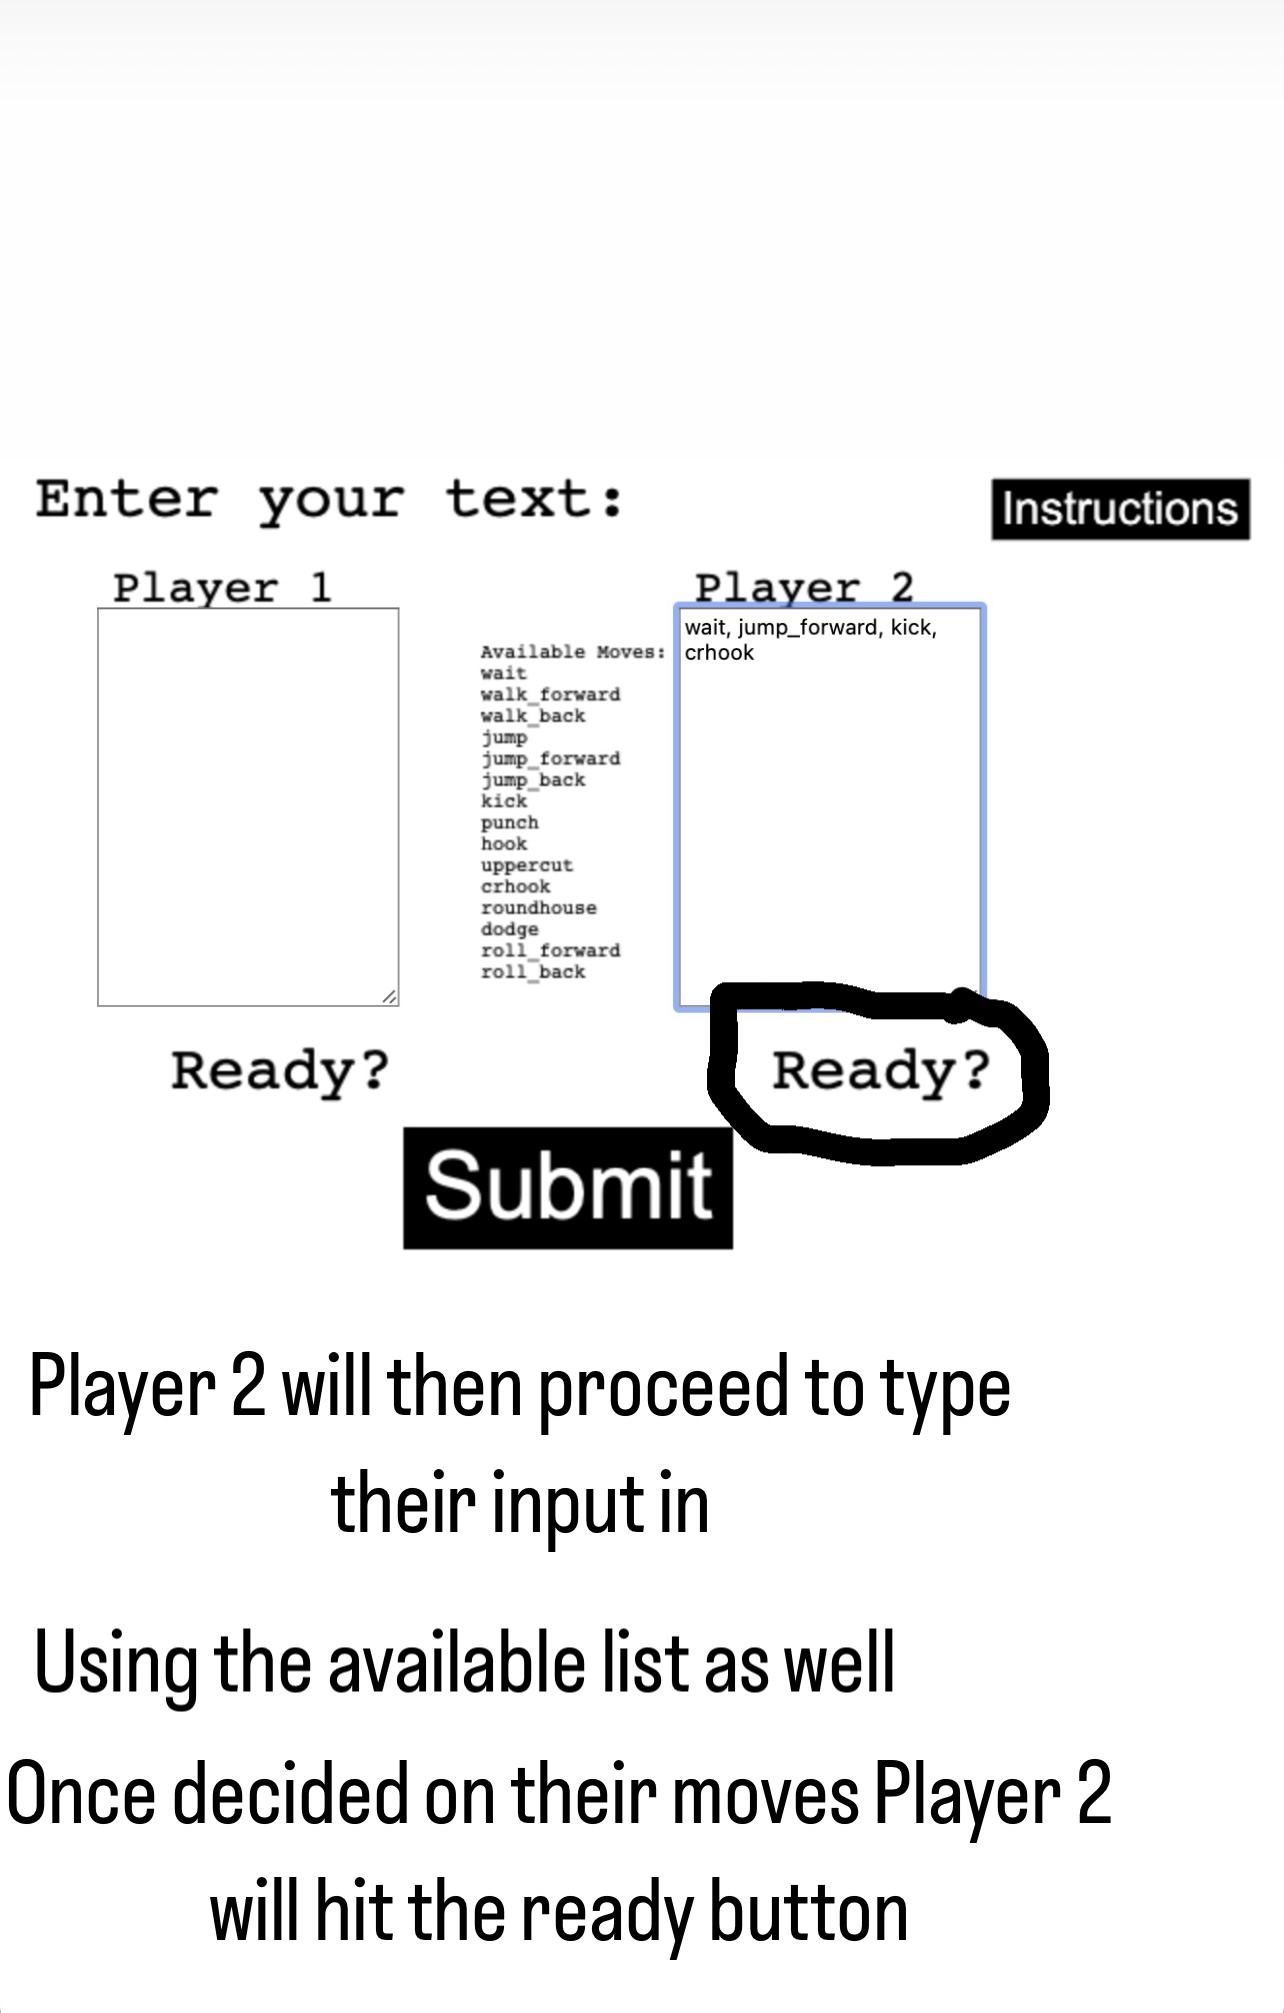 Enter your text:
Instructions
Player 1
Player 2
wait, jump_forward, kick,
crhook
Available Moves:
wait
walk_forward
walk_back
jump
jump_forward
jump_back
kick
punch
hook
uppercut
crhook
roundhouse
dodge
roll_forward
roll_back
Ready?
Ready?
Submit
Player 2 will then proceed to type
their input in
Using the available list as well
Once decided on their moves Player 2
will hit the ready button